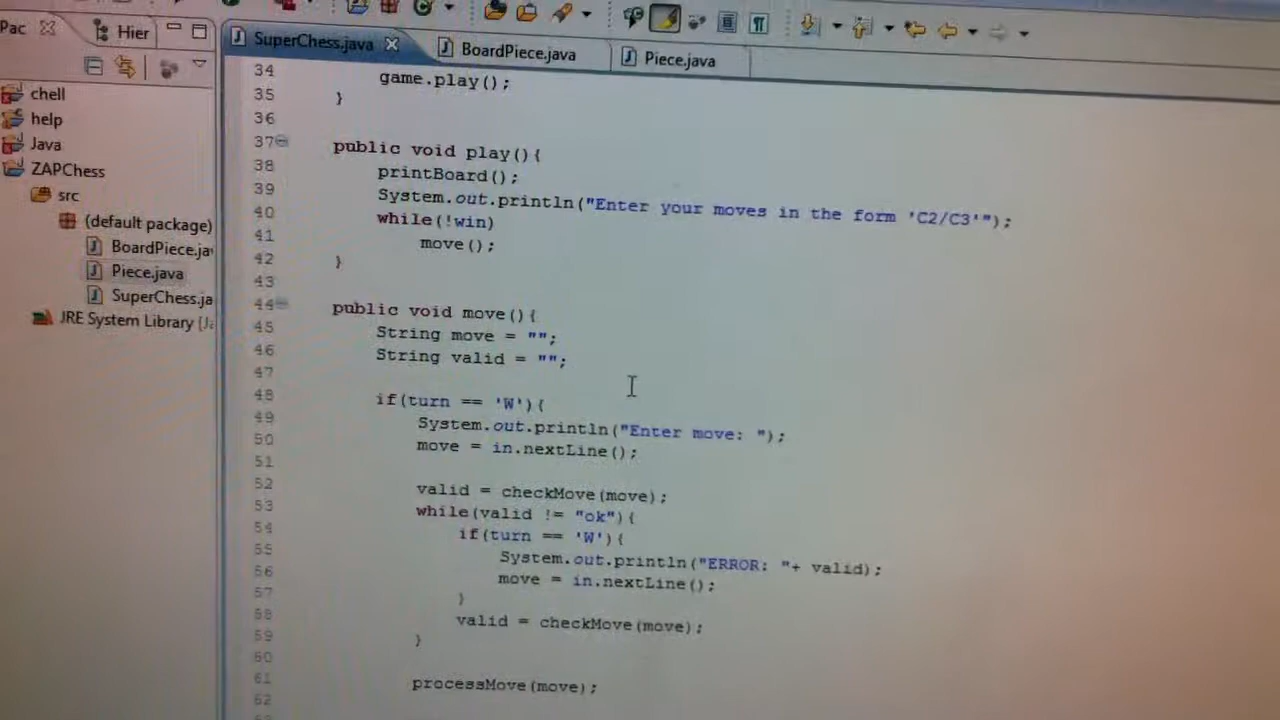 Pac
Hier
SuperChess.java
BoardPiece.java
Piece.java
chell
help
Java
ZAPChess
src
(default package)
BoardPiece.ja
Piece.java
SuperChess.ja
JRE System Library [J
34 game.play();
35 }
36
37 public void play(){
38 printBoard();
39 System.out.println("Enter your moves in the form 'C2/C3'");
40 while(!win)
41 move();
42 }
43
44 public void move(){
45 String move = "";
46 String valid = "";
47
48 if(turn == 'W'){
49 System.out.println("Enter move: ");
50 move = in.nextLine();
51
52 valid = checkMove(move);
53 while(valid != "ok"){
54 if(turn == 'W'){
55 System.out.println("ERROR: "+ valid);
56 move = in.nextLine();
57 }
58 valid = checkMove(move);
59 }
60
61 processMove(move);
62